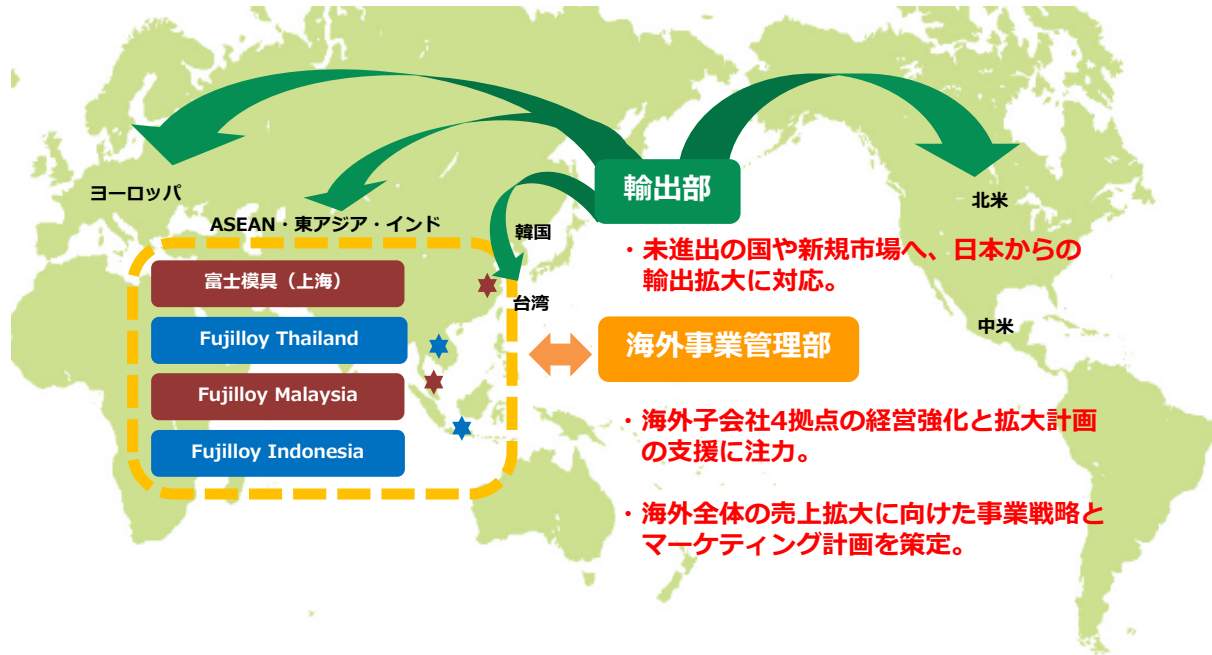 輸出部
ヨーロッパ
北米
ASEAN・東アジア・インド
韓国
・未進出の国や新規市場へ、日本からの
輸出拡大に対応。
富士模具（上海）
台湾
中米
Fujilloy Thailand
海外事業管理部
Fujilloy Malaysia
・海外子会社4拠点の経営強化と拡大計画
の支援に注力。
Fujilloy Indonesia
・海外全体の売上拡大に向けた事業戦略と
マーケティング計画を策定。